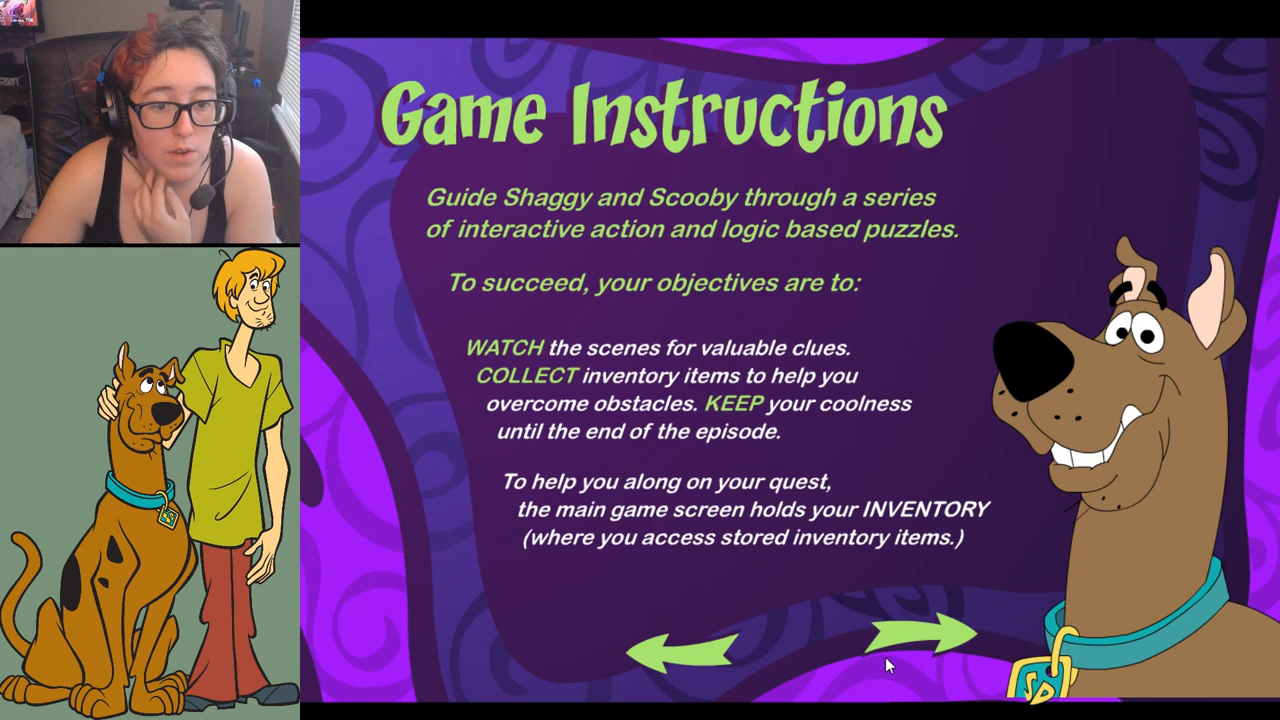 Game Instructions
Guide Shaggy and Scooby through a series
of interactive action and logic based puzzles.
To succeed, your objectives are to:
WATCH the scenes for valuable clues.
COLLECT inventory items to help you
overcome obstacles. KEEP your coolness
until the end of the episode.
To help you along on your quest,
the main game screen holds your INVENTORY
(where you access stored inventory items.)
SD